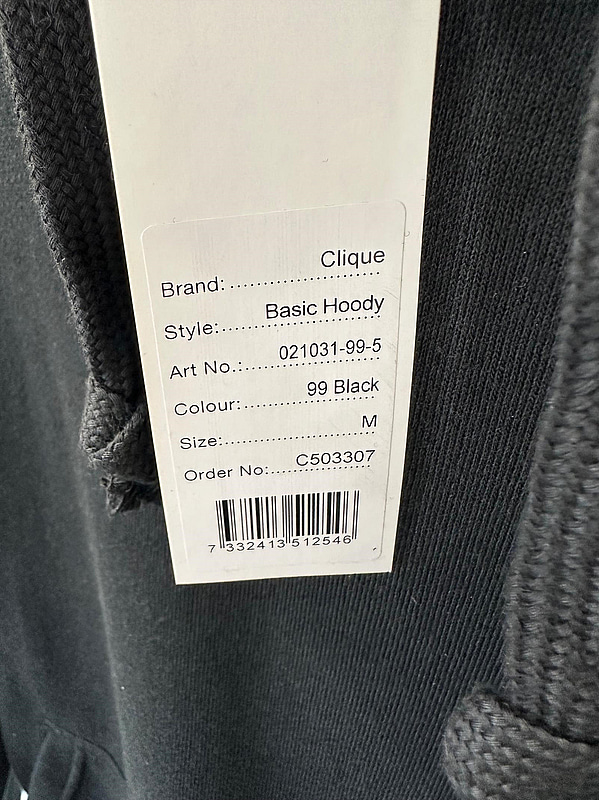 Brand: Clique
Style: Basic Hoody
Art No.: 021031-99-5
Colour: 99 Black
Size: M
Order No: C503307
7 332413 512546